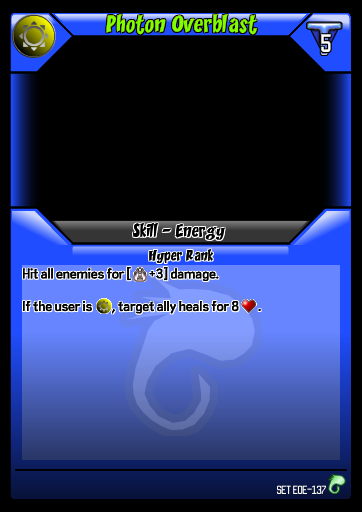 Photon Overblast
5
Skill - Energy
Hyper Rank
Hit all enemies for [ +3] damage.
If the user is , target ally heals for 8 .
SET EOE-137